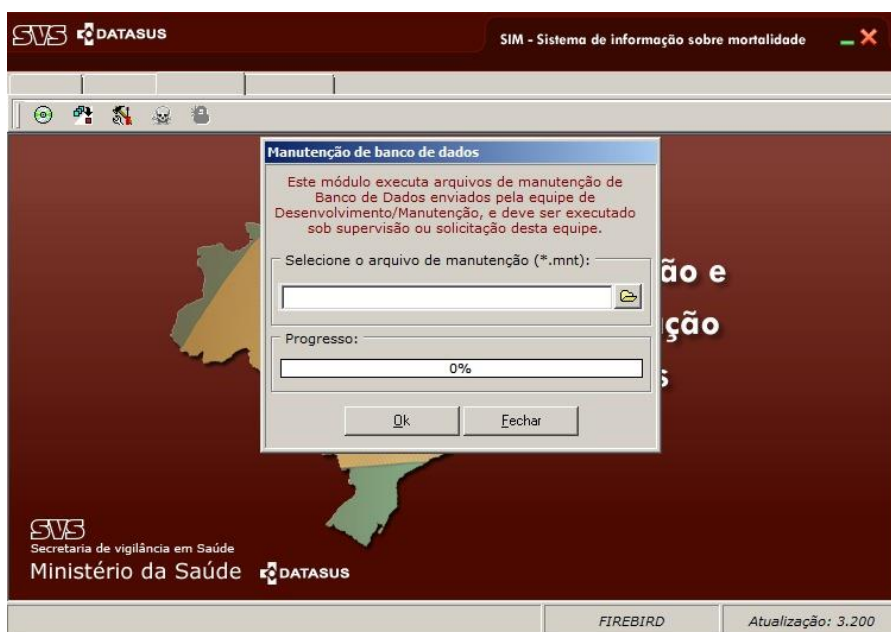 SVS DATASUS
SIM - Sistema de informação sobre mortalidade
Manutenção de banco de dados
Este módulo executa arquivos de manutenção de
Banco de Dados enviados pela equipe de
Desenvolvimento/Manutenção, e deve ser executado
sob supervisão ou solicitação desta equipe.
Selecione o arquivo de manutenção (*.mnt):
ão e
ção
Progresso:
0%
s
Ok Fechar
SVS
Secretaria de vigilância em Saúde
Ministério da Saúde DATASUS
FIREBIRD Atualização: 3.200